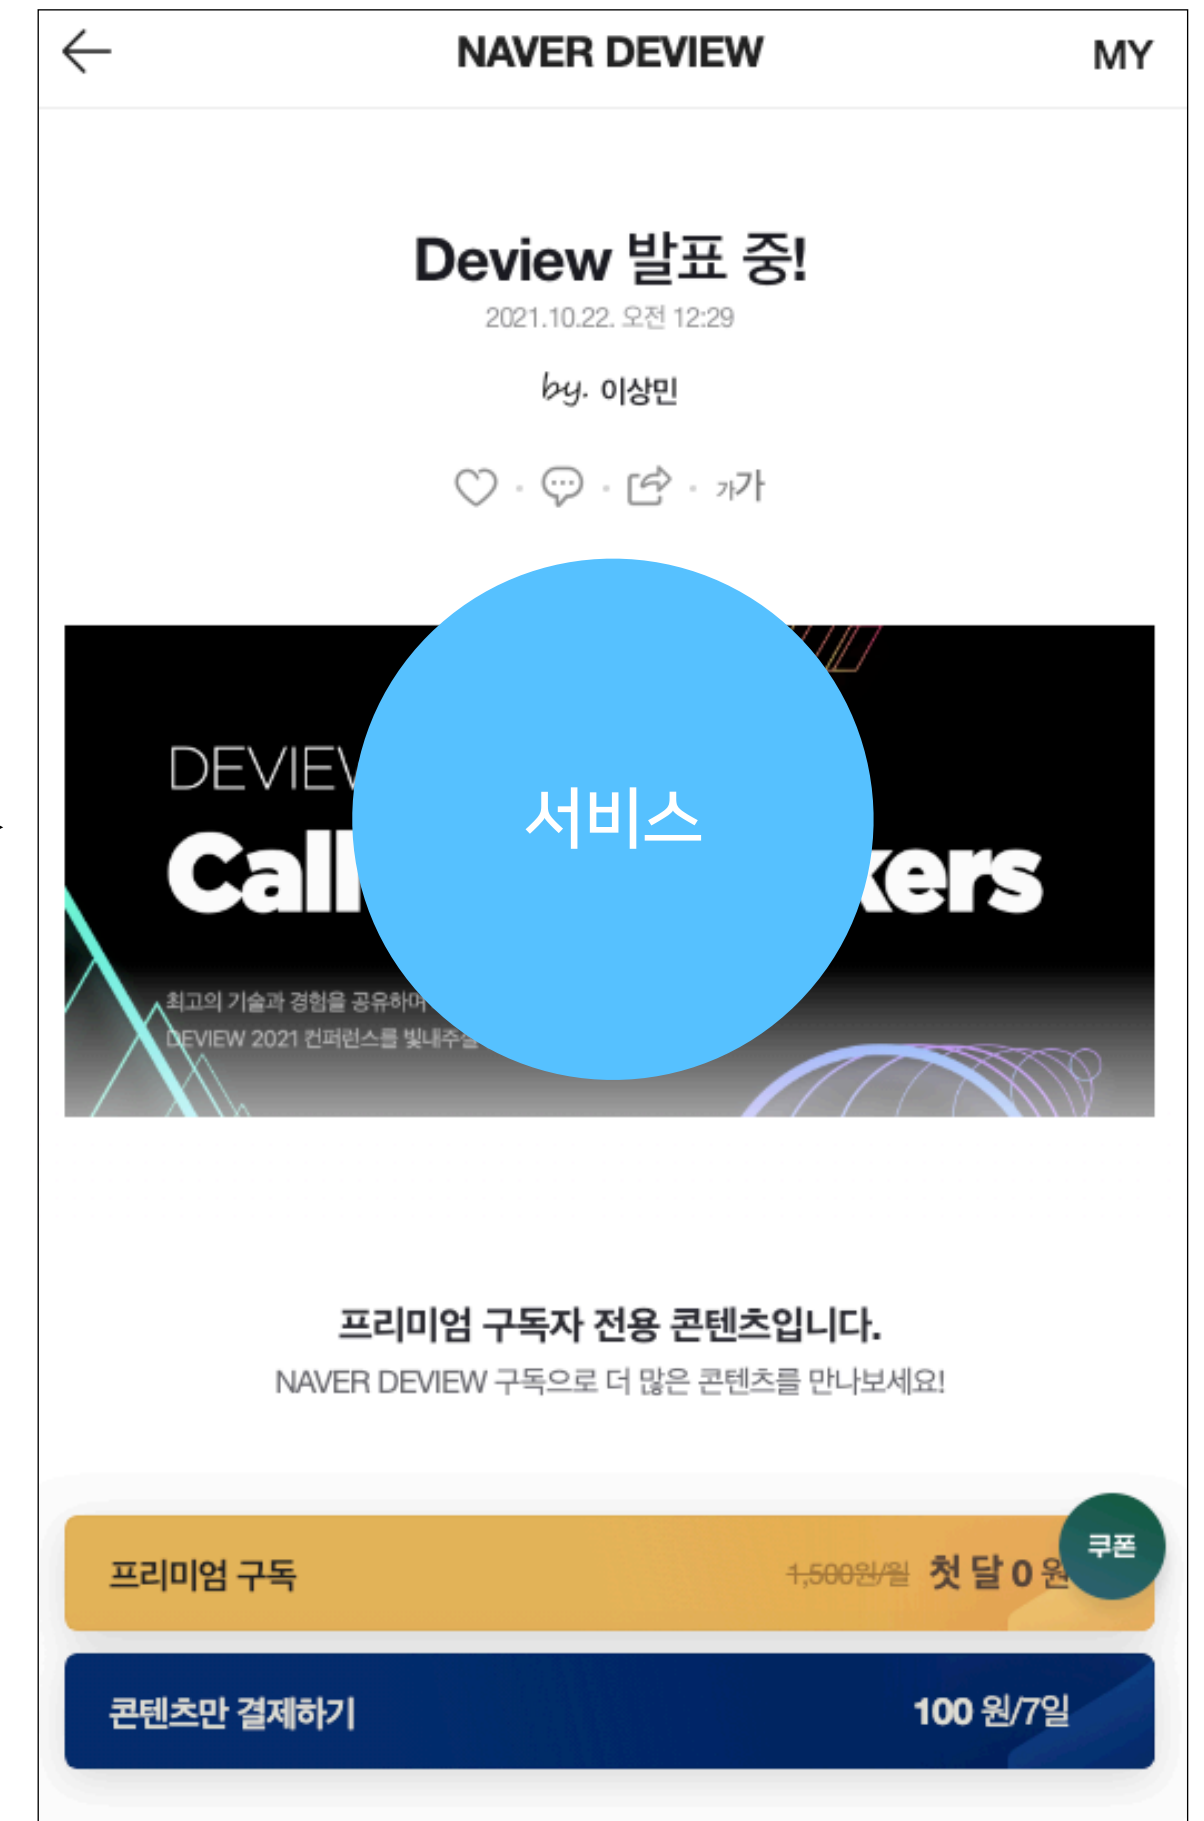 NAVER DEVIEW
MY
Deview 발표 중!
2021.10.22. 오전 12:29
by. 이상민
가가
서비스
최고의 기술과 경험을 공유하며
DEVIEW 2021 컨퍼런스를 빛내주실
프리미엄 구독자 전용 콘텐츠입니다.
NAVER DEVIEW 구독으로 더 많은 콘텐츠를 만나보세요!
쿠폰
프리미엄 구독 1,500원/월 첫 달 0 원
콘텐츠만 결제하기 100 원/7일